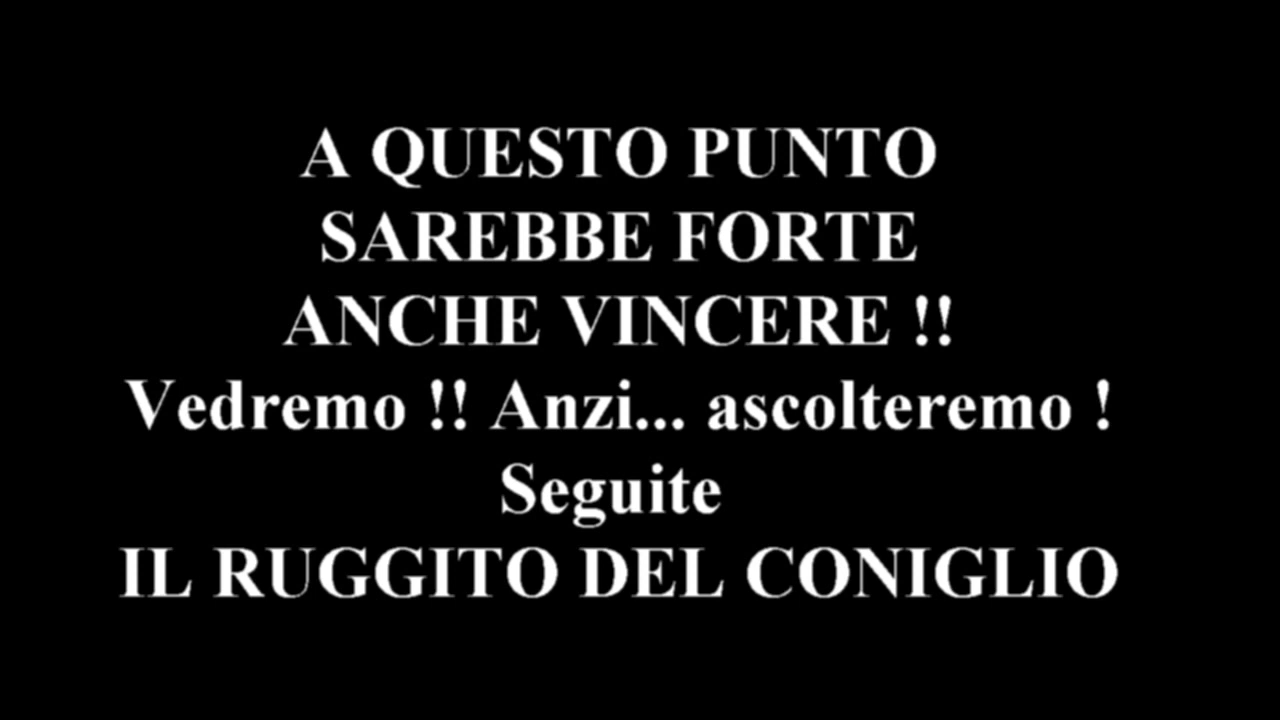 A QUESTO PUNTO
SAREBBE FORTE
ANCHE VINCERE !!
Vedremo !! Anzi... ascolteremo !
Seguite
IL RUGGITO DEL CONIGLIO